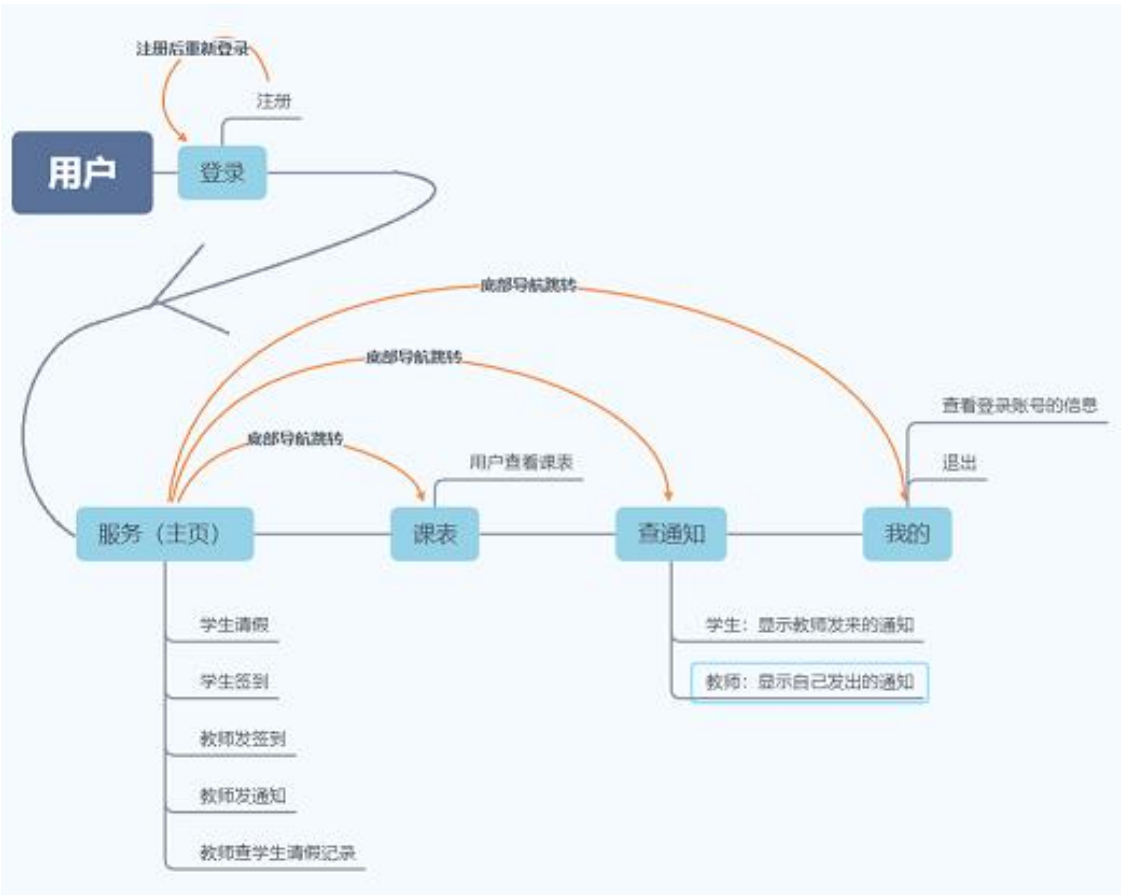 注册后重新登录
注册
用户
登录
底部导航跳转
底部导航跳转
底部导航跳转
查看登录账号的信息
退出
用户查看课表
服务（主页）
课表
查通知
我的
学生请假
学生签到
教师发签到
教师发通知
教师查学生请假记录
学生：显示教师发来的通知
教师：显示自己发出的通知